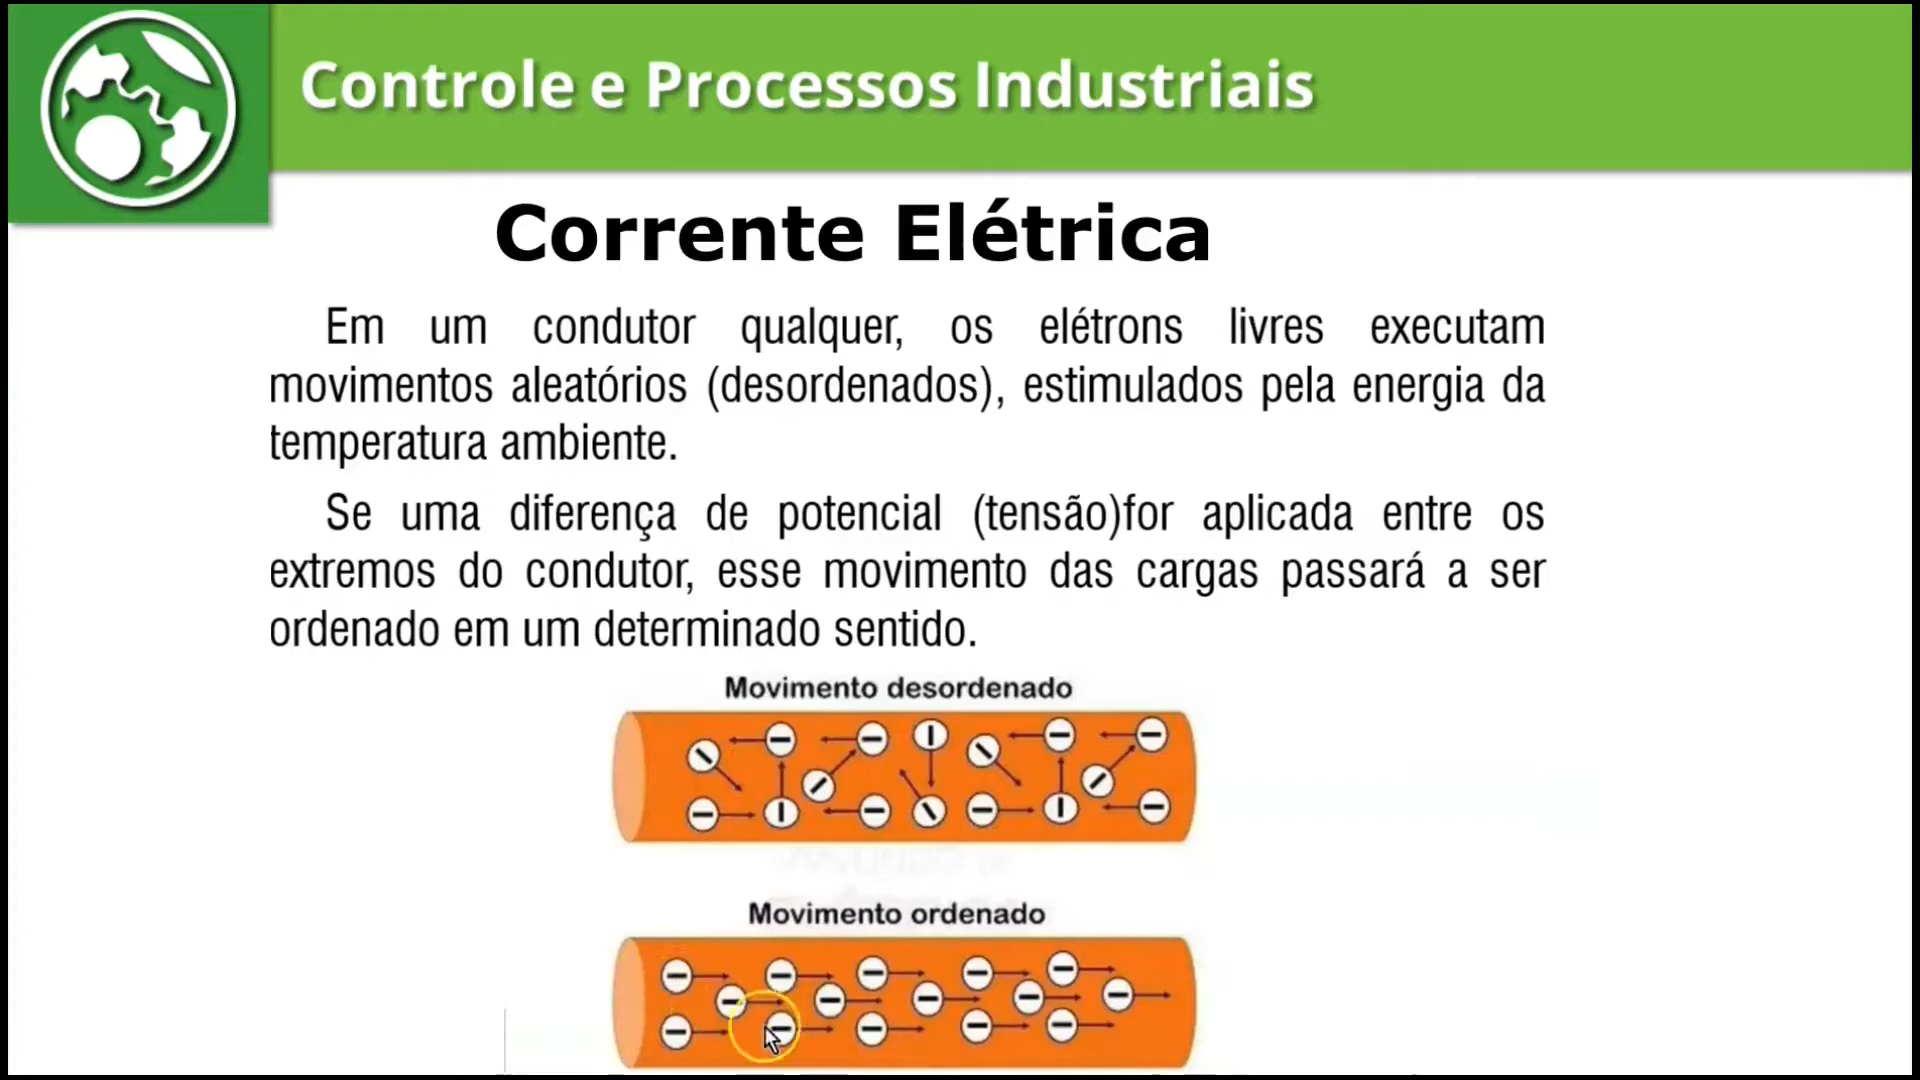 Controle e Processos Industriais
Corrente Elétrica
Em um condutor qualquer, os elétrons livres executam
movimentos aleatórios (desordenados), estimulados pela energia da
temperatura ambiente.
Se uma diferença de potencial (tensão)for aplicada entre os
extremos do condutor, esse movimento das cargas passará a ser
ordenado em um determinado sentido.
Movimento desordenado
Movimento ordenado